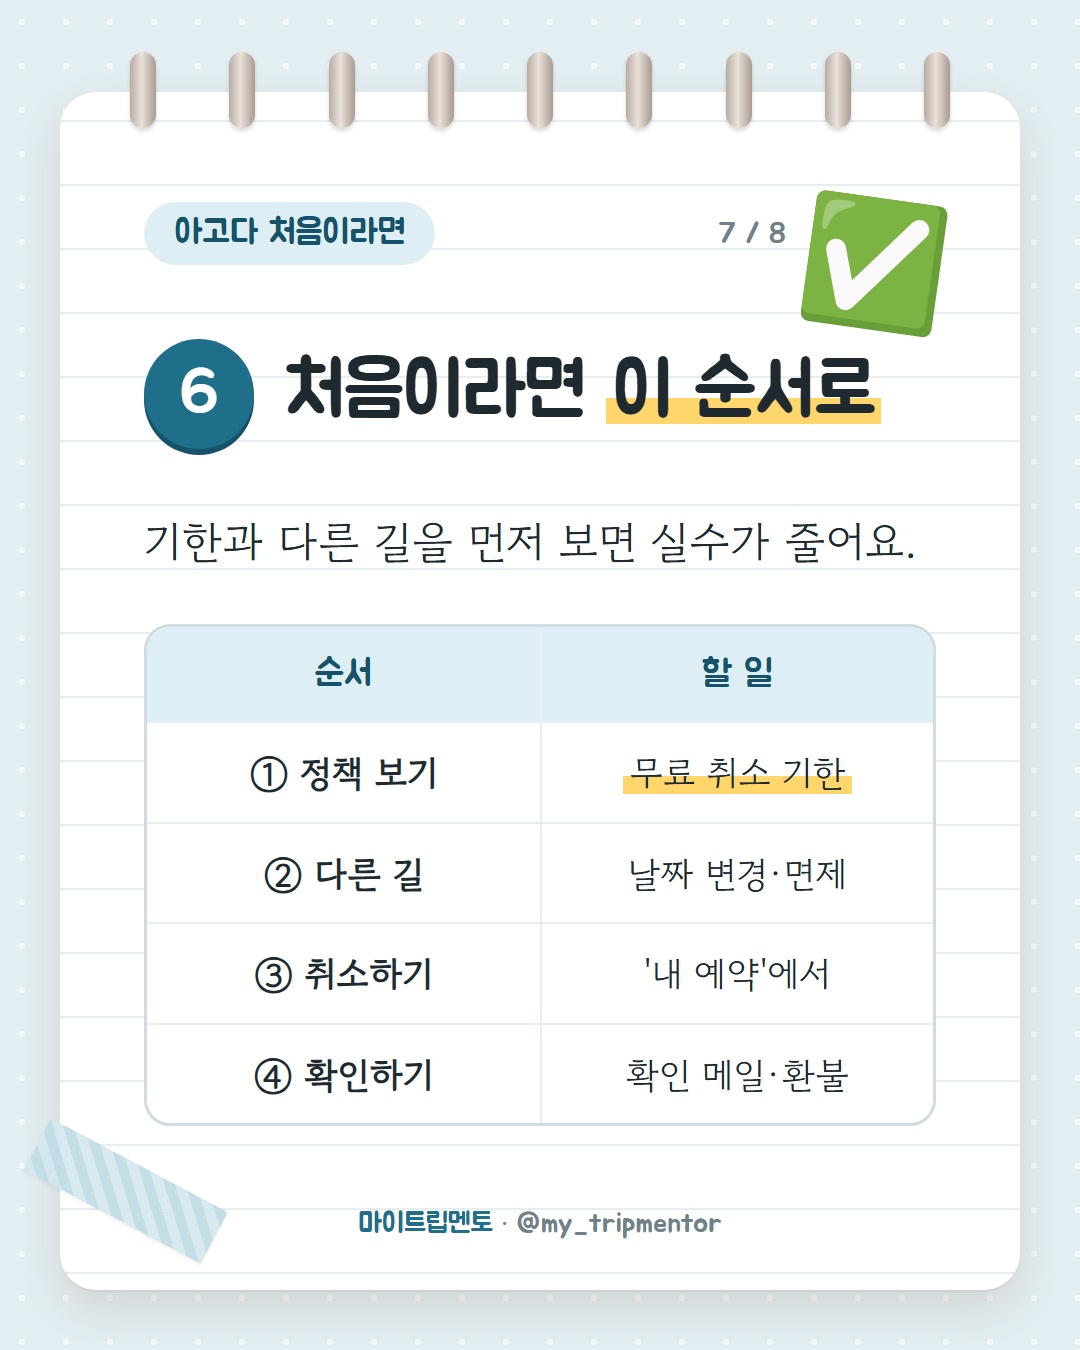 아고다 처음이라면
7 / 8
6 처음이라면 이 순서로
기한과 다른 길을 먼저 보면 실수가 줄어요.
순서 할 일
① 정책 보기 무료 취소 기한
② 다른 길 날짜 변경·면제
③ 취소하기 '내 예약'에서
④ 확인하기 확인 메일·환불
마이트립멘토 · @my_tripmentor